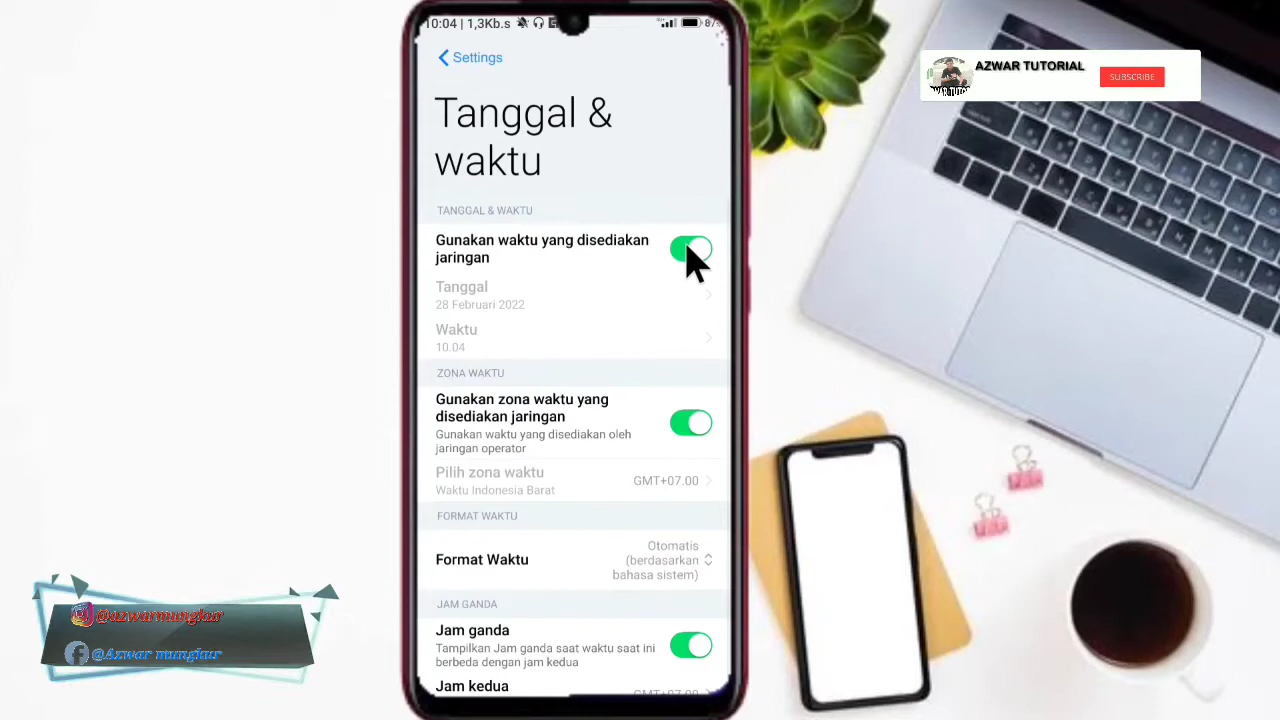 10:04 | 1,3Kb.s
87
Settings
Tanggal &
waktu
TANGGAL & WAKTU
Gunakan waktu yang disediakan
jaringan
Tanggal
28 Februari 2022
Waktu
10.04
ZONA WAKTU
Gunakan zona waktu yang
disediakan jaringan
Gunakan waktu yang disediakan oleh
jaringan operator
Pilih zona waktu
Waktu Indonesia Barat
GMT+07.00
FORMAT WAKTU
Format Waktu
Otomatis
(berdasarkan
bahasa sistem)
JAM GANDA
Jam ganda
Tampilkan Jam ganda saat waktu saat ini
berbeda dengan jam kedua
Jam kedua
GMT+07.00
AZWAR TUTORIAL
SUBSCRIBE
@azwarmungkur
@Azwar mungkur